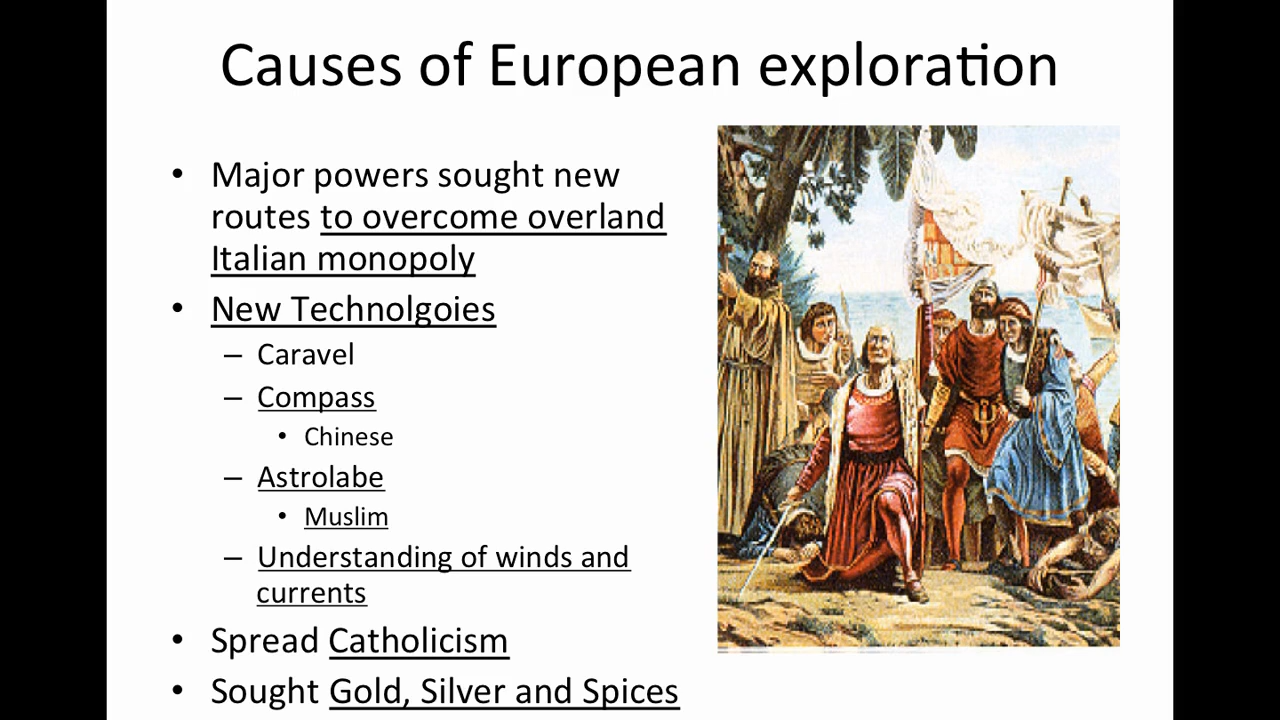 Causes of European exploration
• Major powers sought new
routes to overcome overland
Italian monopoly
• New Technolgoies
– Caravel
– Compass
• Chinese
– Astrolabe
• Muslim
– Understanding of winds and
currents
• Spread Catholicism
• Sought Gold, Silver and Spices